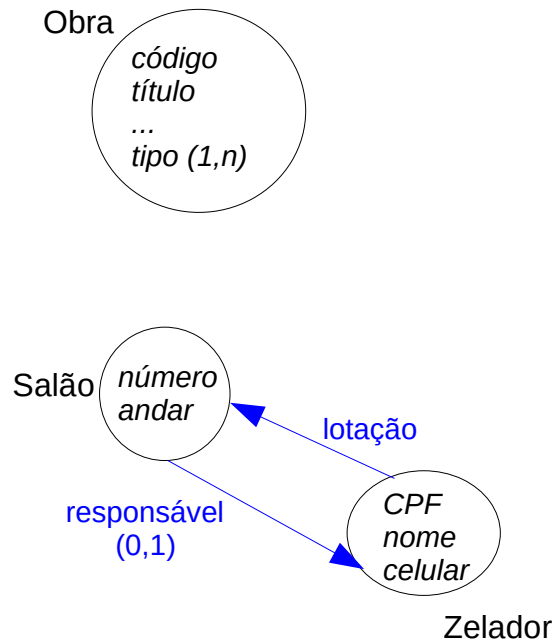 Obra
código
título
...
tipo (1,n)
Salão
número
andar
lotação
responsável
(0,1)
CPF
nome
celular
Zelador